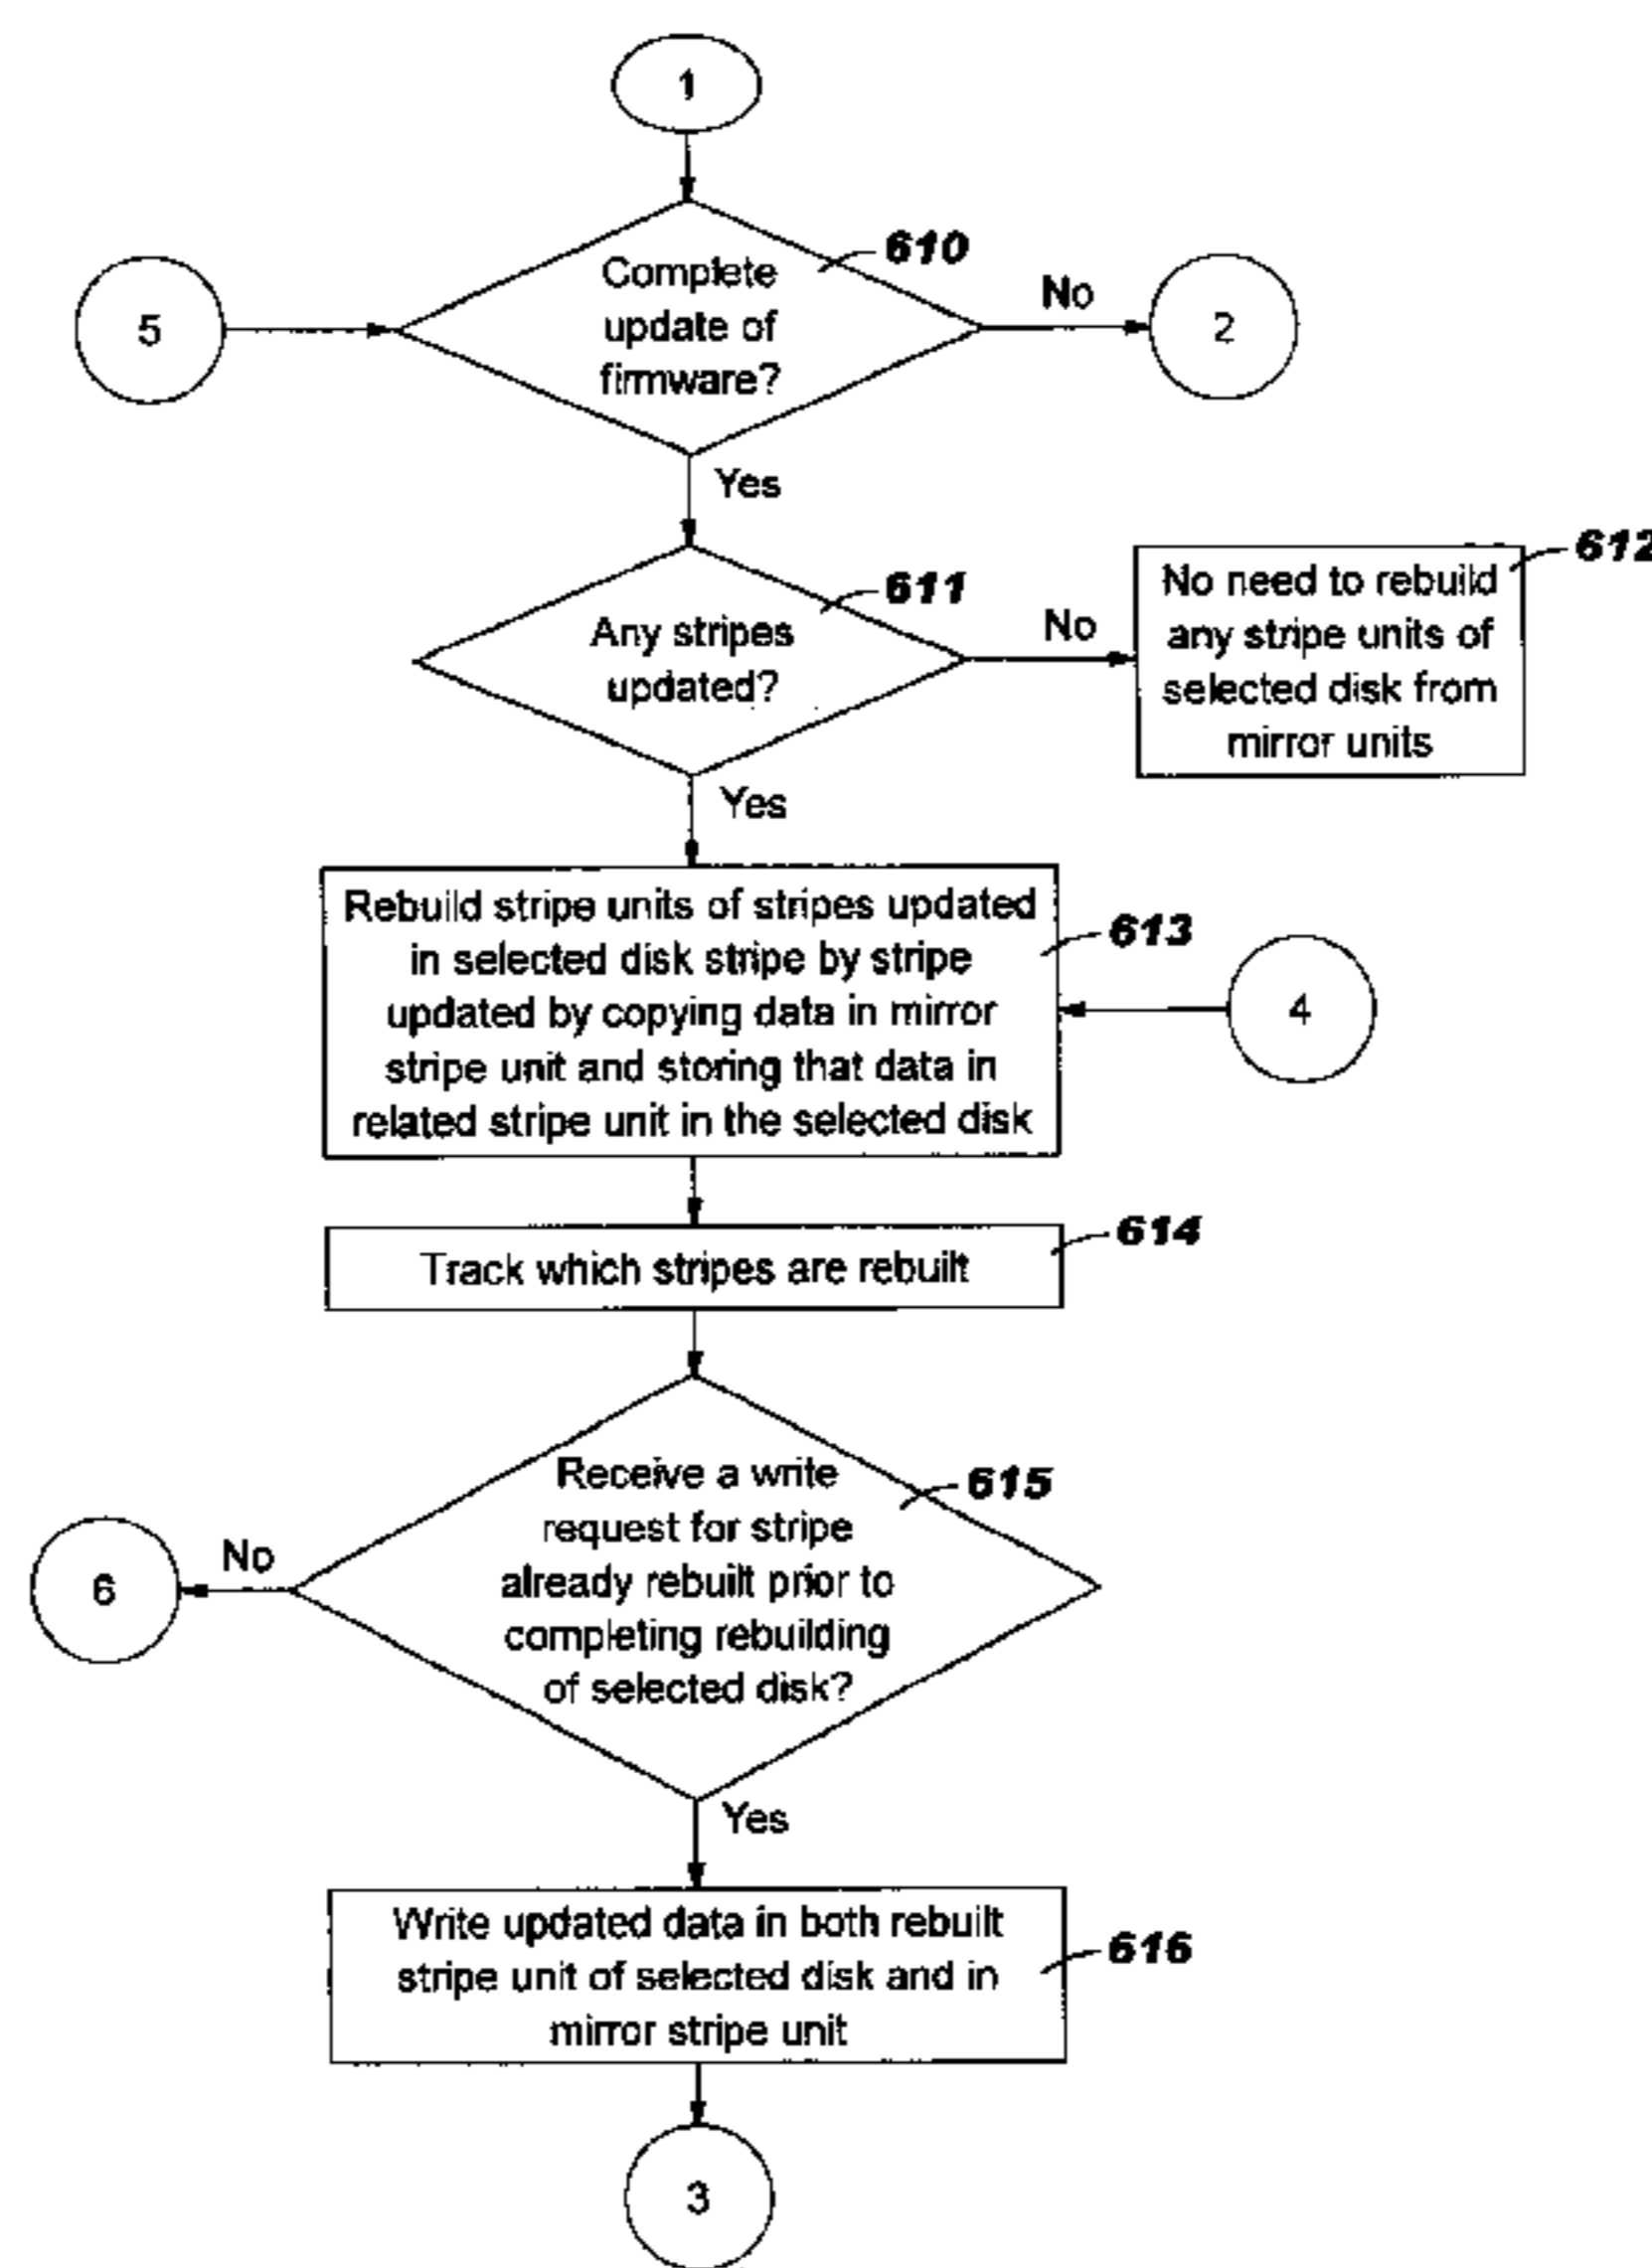 1
610
Complete
update of
firmware?
5
No
2
Yes
611
Any stripes
updated?
No
612
No need to rebuild
any stripe units of
selected disk from
mirror units
Yes
Rebuild stripe units of stripes updated
in selected disk stripe by stripe
updated by copying data in mirror
stripe unit and storing that data in
related stripe unit in the selected disk
613
4
614
Track which stripes are rebuilt
Receive a write
request for stripe
already rebuilt prior to
completing rebuilding
of selected disk?
615
No
6
Yes
Write updated data in both rebuilt
stripe unit of selected disk and in
mirror stripe unit
616
3